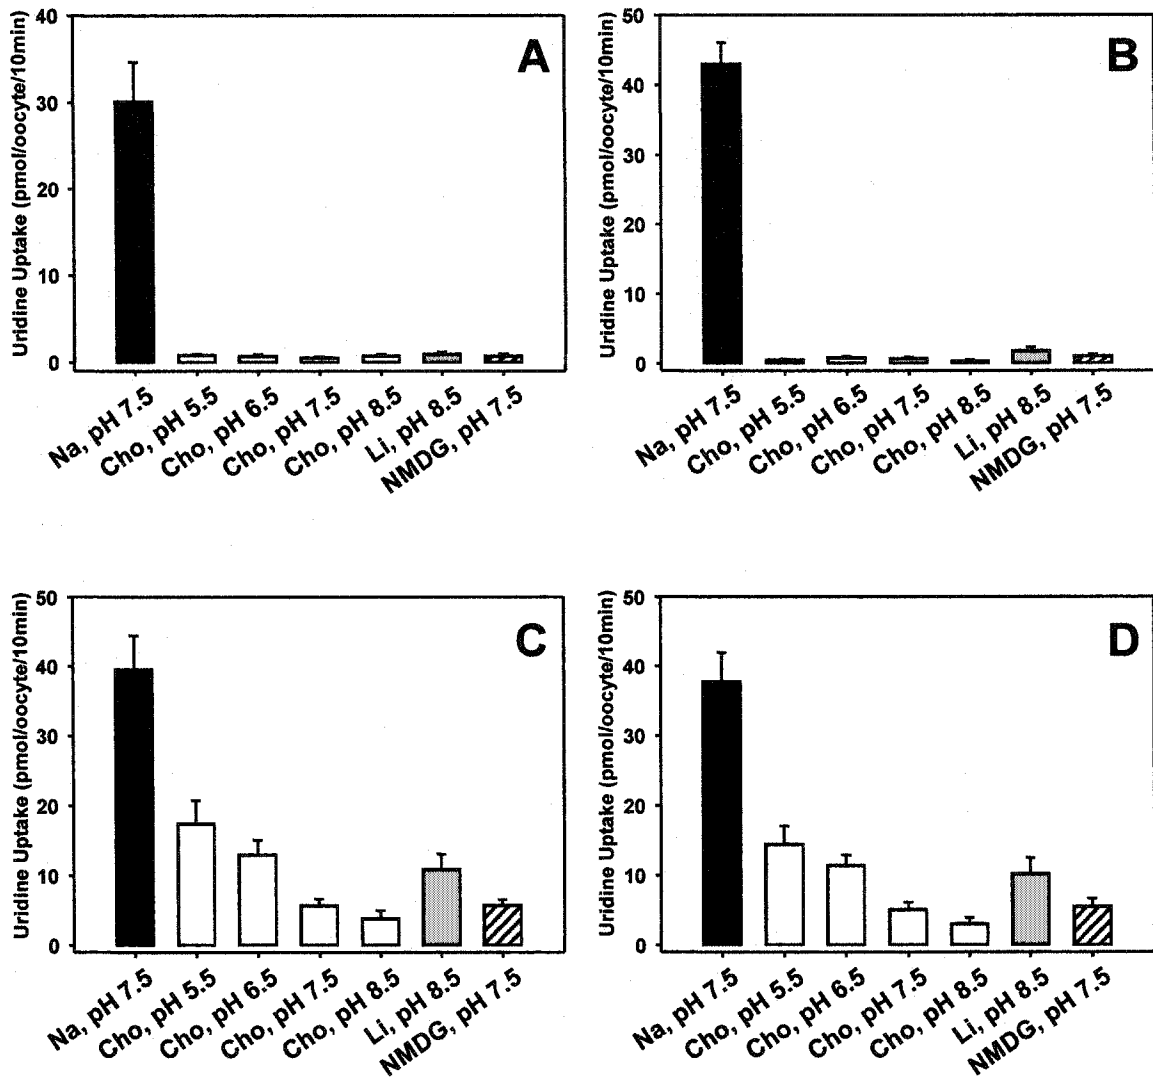 Uridine Uptake (pmol/oocyte/10min)
40
30
20
10
0
A
Na, pH 7.5
Cho, pH 5.5
Cho, pH 6.5
Cho, pH 7.5
Cho, pH 8.5
Li, pH 8.5
NMDG, pH 7.5
Uridine Uptake (pmol/oocyte/10min)
50
40
30
20
10
0
B
Na, pH 7.5
Cho, pH 5.5
Cho, pH 6.5
Cho, pH 7.5
Cho, pH 8.5
Li, pH 8.5
NMDG, pH 7.5
Uridine Uptake (pmol/oocyte/10min)
50
40
30
20
10
0
C
Na, pH 7.5
Cho, pH 5.5
Cho, pH 6.5
Cho, pH 7.5
Cho, pH 8.5
Li, pH 8.5
NMDG, pH 7.5
Uridine Uptake (pmol/oocyte/10min)
50
40
30
20
10
0
D
Na, pH 7.5
Cho, pH 5.5
Cho, pH 6.5
Cho, pH 7.5
Cho, pH 8.5
Li, pH 8.5
NMDG, pH 7.5